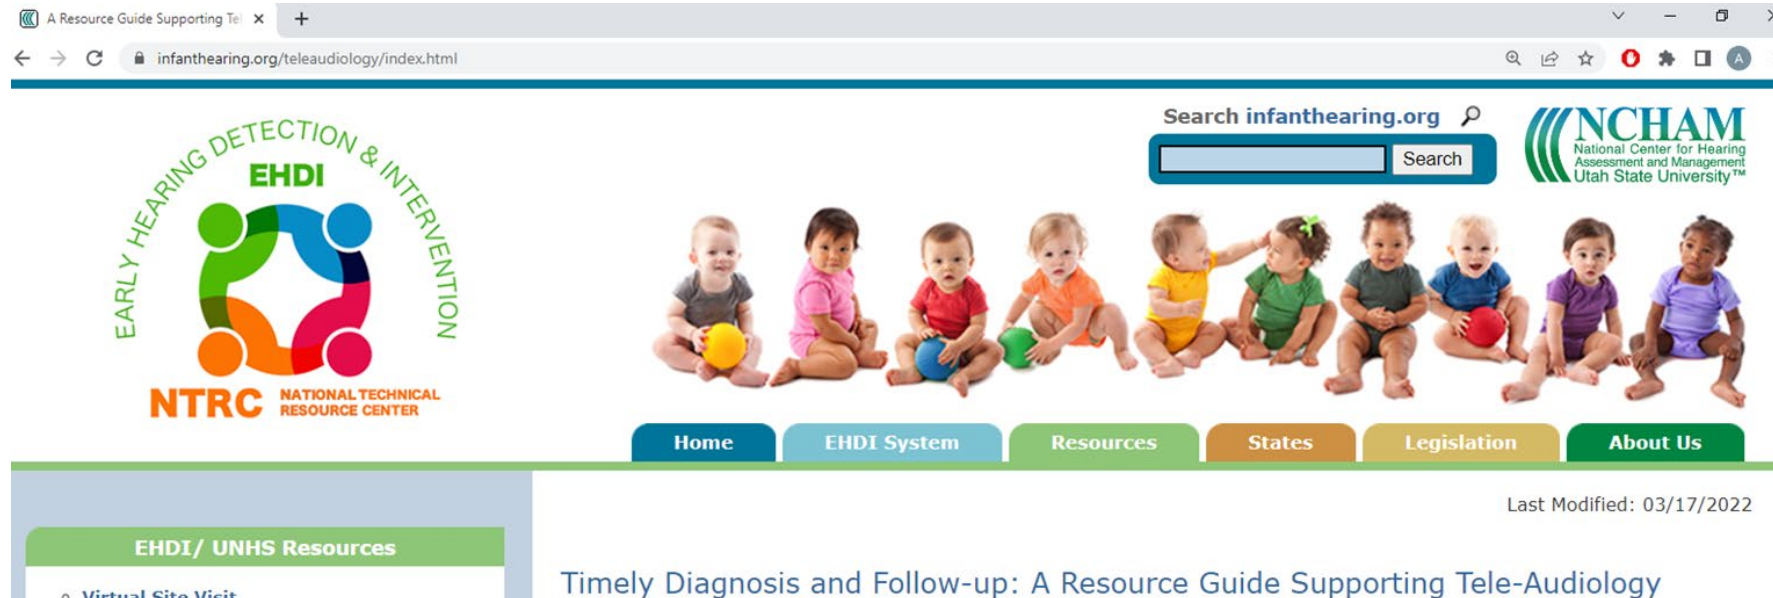 A Resource Guide Supporting Te
infanthearing.org/teleaudiology/index.html
A
EARLY HEARING DETECTION & INTERVENTION
EHDI
NTRC NATIONAL TECHNICAL
RESOURCE CENTER
Search infanthearing.org
Search
NCHAM
National Center for Hearing
Assessment and Management
Utah State University™
Home EHDI System Resources States Legislation About Us
Last Modified: 03/17/2022
EHDI/ UNHS Resources
Virtual Site Visit
Timely Diagnosis and Follow-up: A Resource Guide Supporting Tele-Audiology